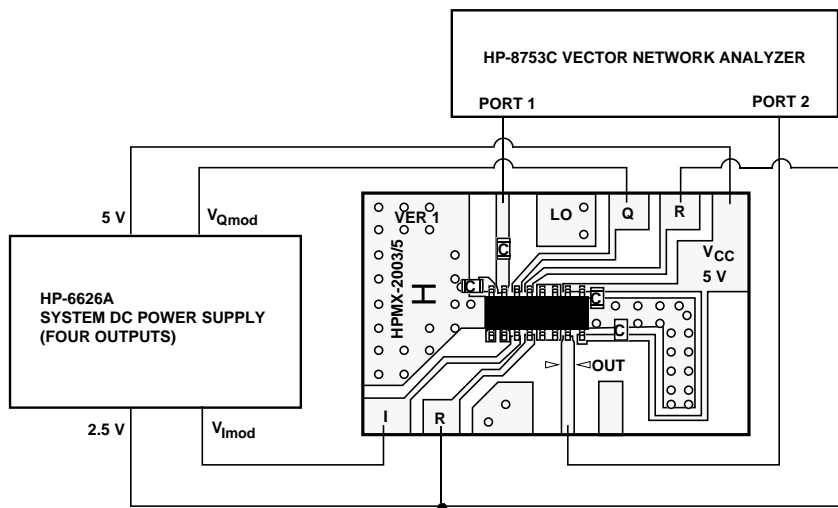 HP-8753C VECTOR NETWORK ANALYZER
PORT 1
PORT 2
5 V
VQmod
HP-6626A
SYSTEM DC POWER SUPPLY
(FOUR OUTPUTS)
2.5 V
VImod
VER 1
HPMX-2003/5
H
LO
Q
R
VCC
5 V
C
C
C
C
OUT
I
R